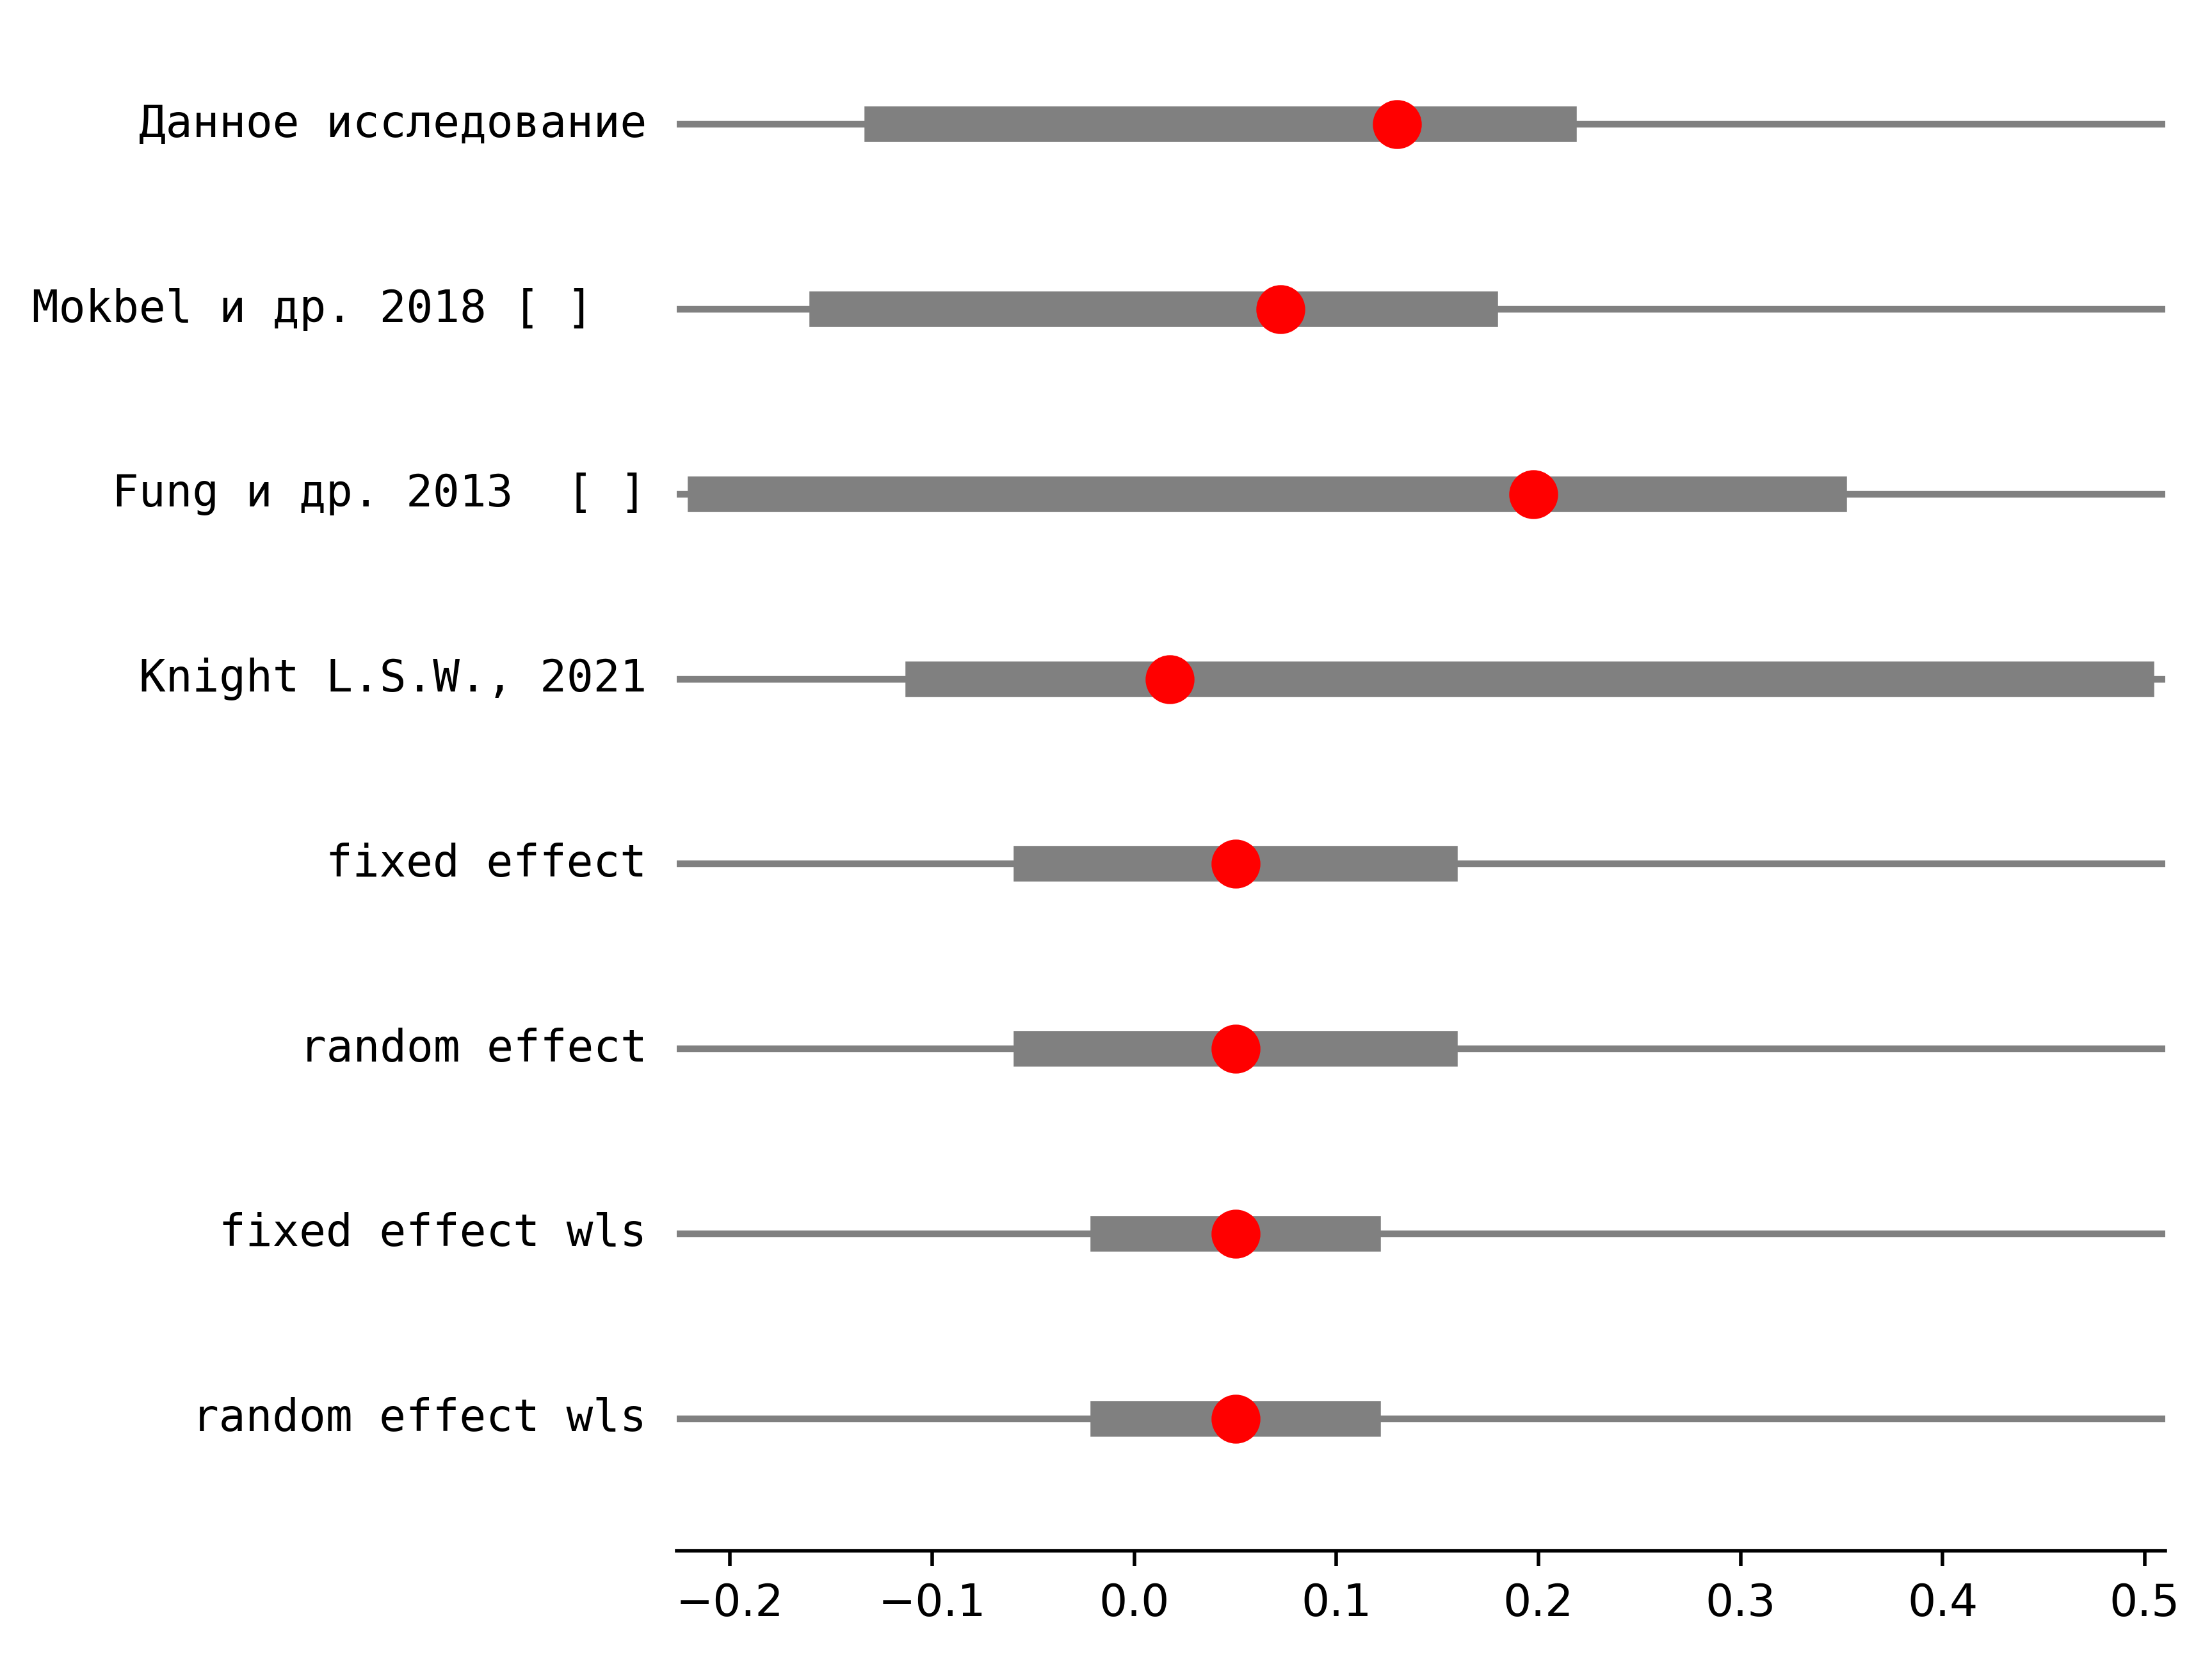 Данное исследование
Mokbel и др. 2018 [ ]
Fung и др. 2013  [ ]
Knight L.S.W., 2021
fixed effect
random effect
fixed effect wls
random effect wls
−0.2 −0.1 0.0 0.1 0.2 0.3 0.4 0.5